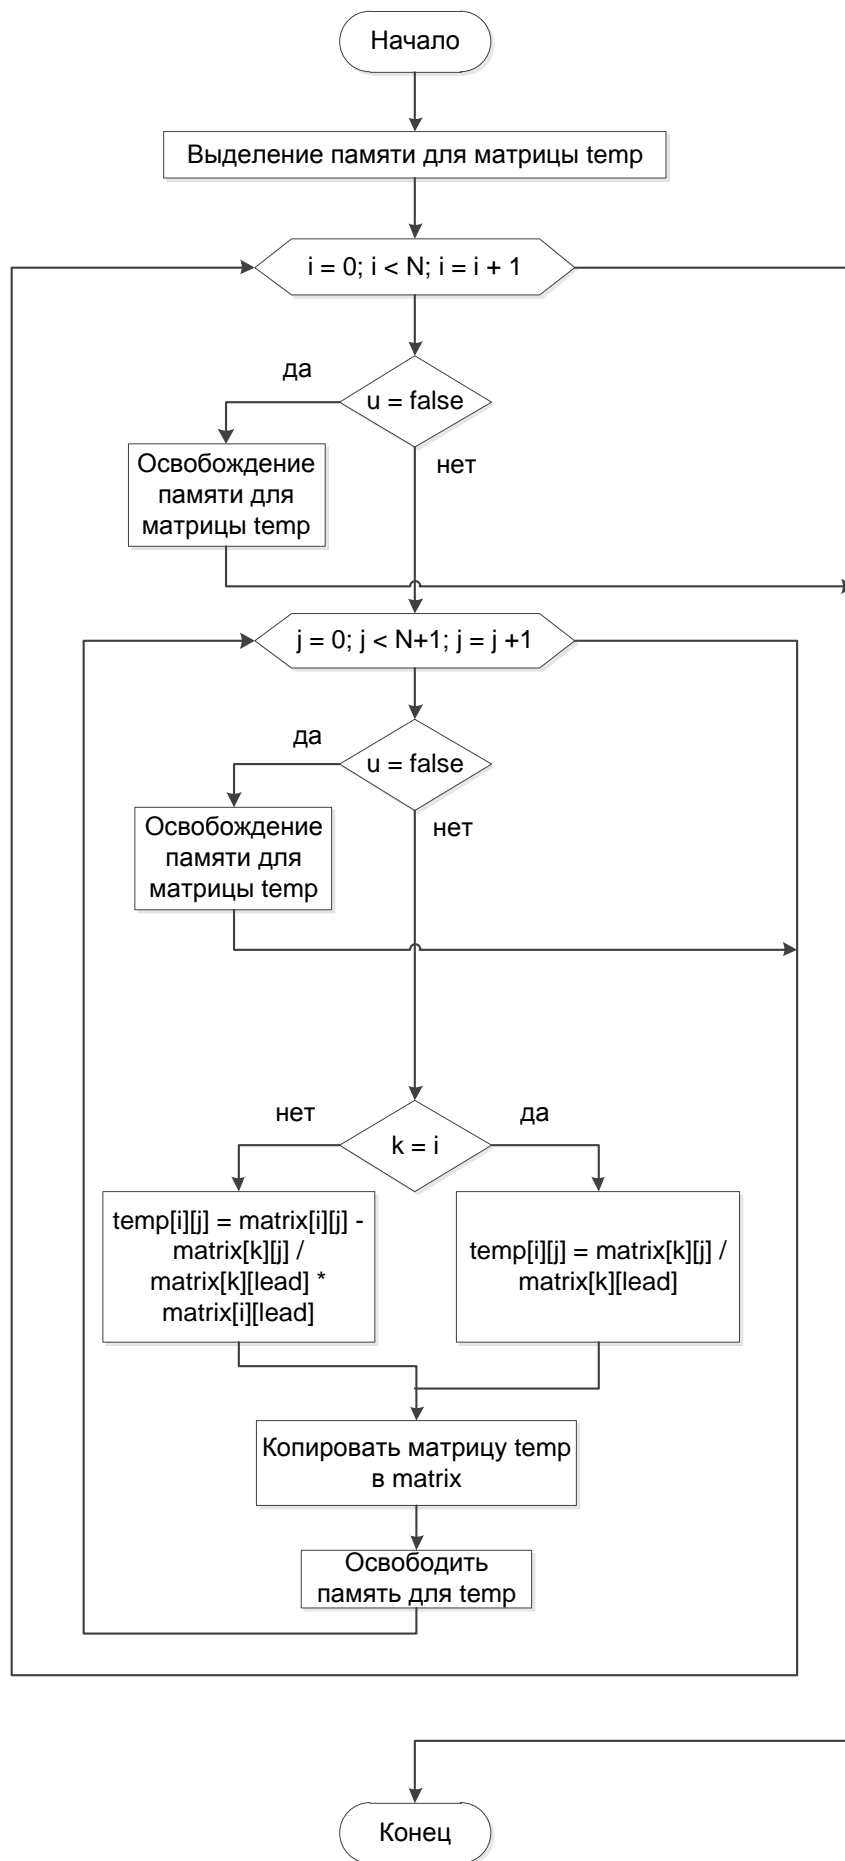 Начало
Выделение памяти для матрицы temp
i = 0; i < N; i = i + 1
да
u = false
нет
Освобождение
памяти для
матрицы temp
j = 0; j < N+1; j = j +1
да
u = false
нет
Освобождение
памяти для
матрицы temp
нет
да
k = i
temp[i][j] = matrix[i][j] -
matrix[k][j] /
matrix[k][lead] *
matrix[i][lead]
temp[i][j] = matrix[k][j] /
matrix[k][lead]
Копировать матрицу temp
в matrix
Освободить
память для temp
Конец